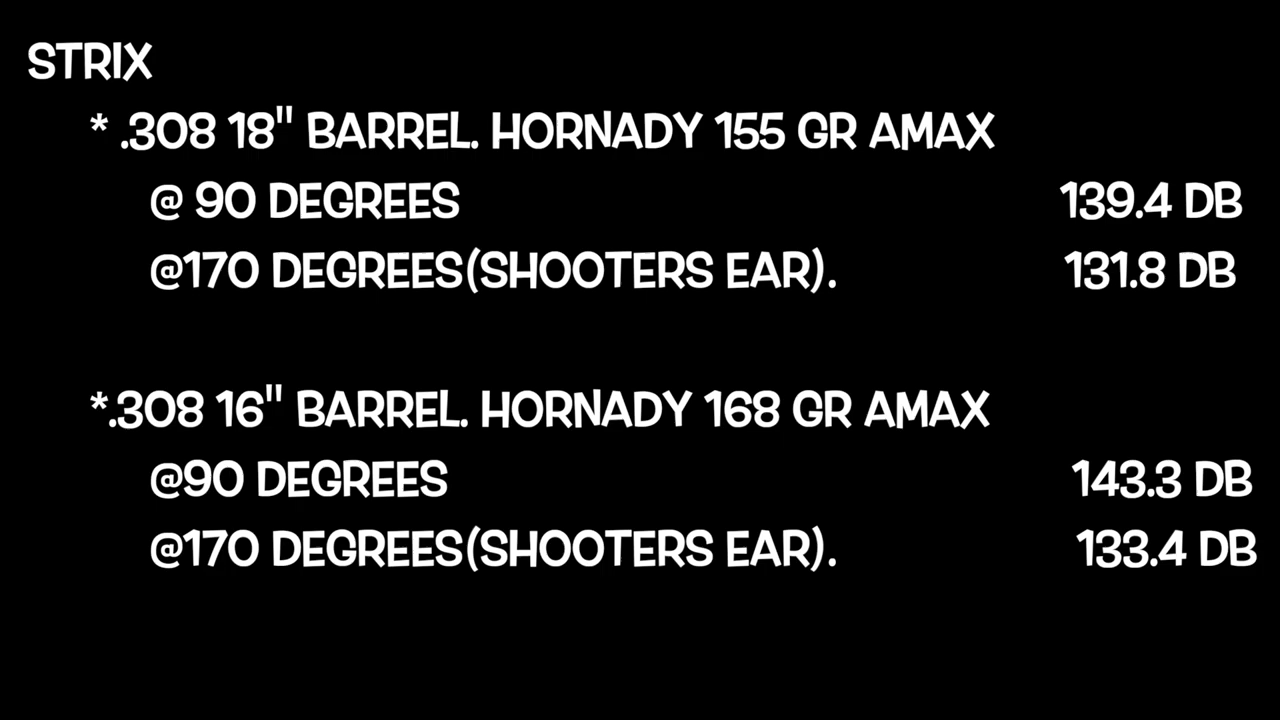 STRIX
* .308 18" BARREL. HORNADY 155 GR AMAX
@ 90 DEGREES 139.4 DB
@170 DEGREES(SHOOTERS EAR). 131.8 DB
*.308 16" BARREL. HORNADY 168 GR AMAX
@90 DEGREES 143.3 DB
@170 DEGREES(SHOOTERS EAR). 133.4 DB